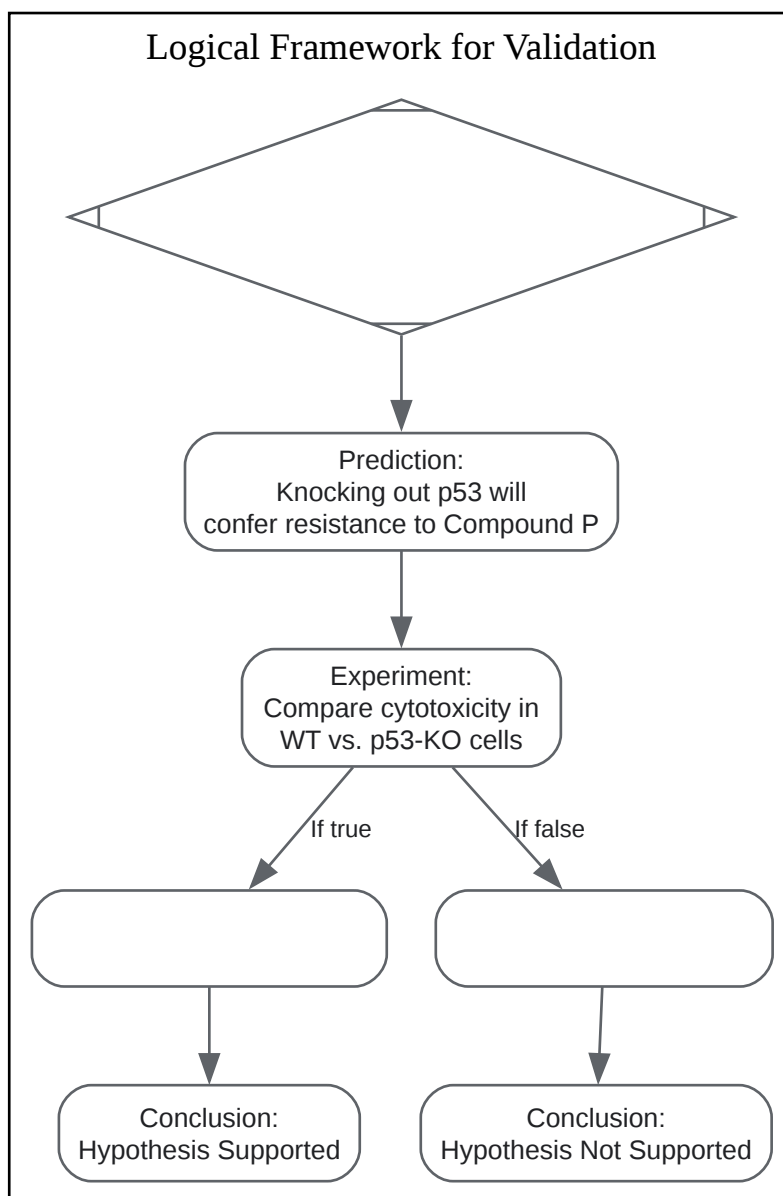 Logical Framework for Validation
Prediction:
Knocking out p53 will
confer resistance to Compound P
Experiment:
Compare cytotoxicity in
WT vs. p53-KO cells
If true
If false
Conclusion:
Hypothesis Supported
Conclusion:
Hypothesis Not Supported